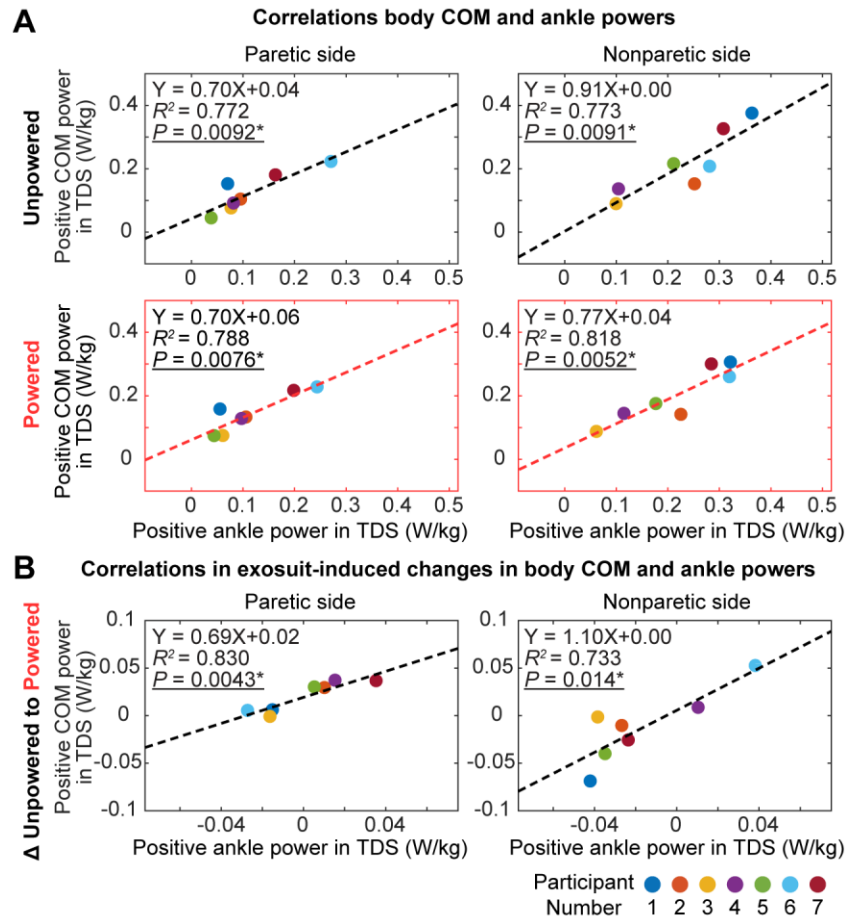 A
Correlations body COM and ankle powers
Paretic side
Nonparetic side
Unpowered
Positive COM power
in TDS (W/kg)
0.4
0.2
0
Y = 0.70X+0.04
R² = 0.772
P = 0.0092*
0 0.1 0.2 0.3 0.4 0.5
0.4
0.2
0
Y = 0.91X+0.00
R² = 0.773
P = 0.0091*
0 0.1 0.2 0.3 0.4 0.5
Powered
Positive COM power
in TDS (W/kg)
0.4
0.2
0
Y = 0.70X+0.06
R² = 0.788
P = 0.0076*
0 0.1 0.2 0.3 0.4 0.5
Positive ankle power in TDS (W/kg)
0.4
0.2
0
Y = 0.77X+0.04
R² = 0.818
P = 0.0052*
0 0.1 0.2 0.3 0.4 0.5
Positive ankle power in TDS (W/kg)
B
Correlations in exosuit-induced changes in body COM and ankle powers
Paretic side
Nonparetic side
Δ Unpowered to Powered
Positive COM power
in TDS (W/kg)
0.1
0.05
0
-0.05
-0.1
Y = 0.69X+0.02
R² = 0.830
P = 0.0043*
-0.04 0 0.04
Positive ankle power in TDS (W/kg)
0.1
0.05
0
-0.05
-0.1
Y = 1.10X+0.00
R² = 0.733
P = 0.014*
-0.04 0 0.04
Positive ankle power in TDS (W/kg)
Participant
Number 1 2 3 4 5 6 7